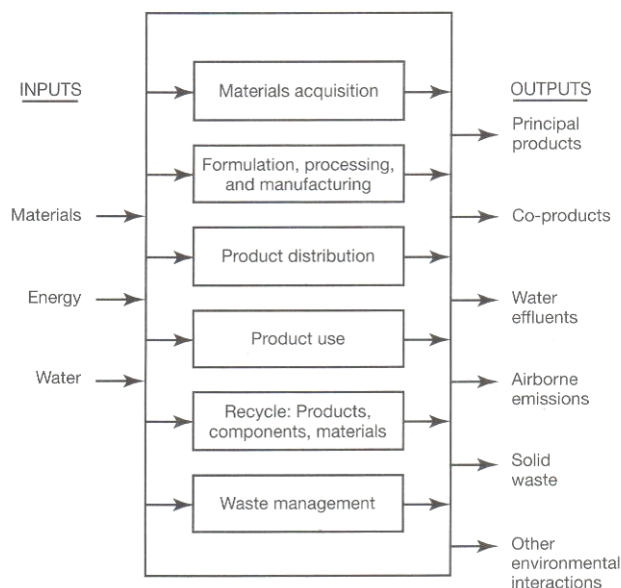 INPUTS
Materials
Energy
Water
Materials acquisition
Formulation, processing,
and manufacturing
Product distribution
Product use
Recycle: Products,
components, materials
Waste management
OUTPUTS
Principal
products
Co-products
Water
effluents
Airborne
emissions
Solid
waste
Other
environmental
interactions